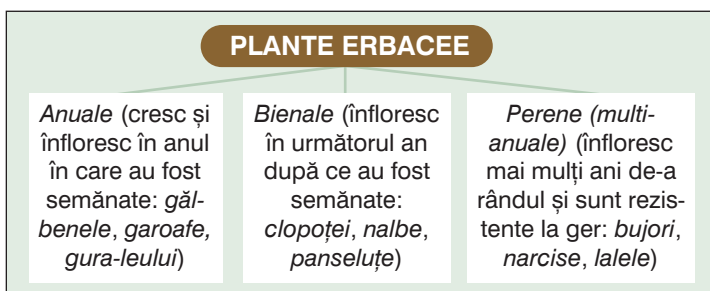 PLANTE ERBACEE
Anuale (cresc și
înfloresc în anul
în care au fost
semănate: găl-
benele, garoafe,
gura-leului)
Bienale (înfloresc
în următorul an
după ce au fost
semănate:
clopoței, nalbe,
panseluțe)
Perene (multi-
anuale) (înfloresc
mai mulți ani de-a
rândul și sunt rezis-
tente la ger: bujori,
narcise, lalele)